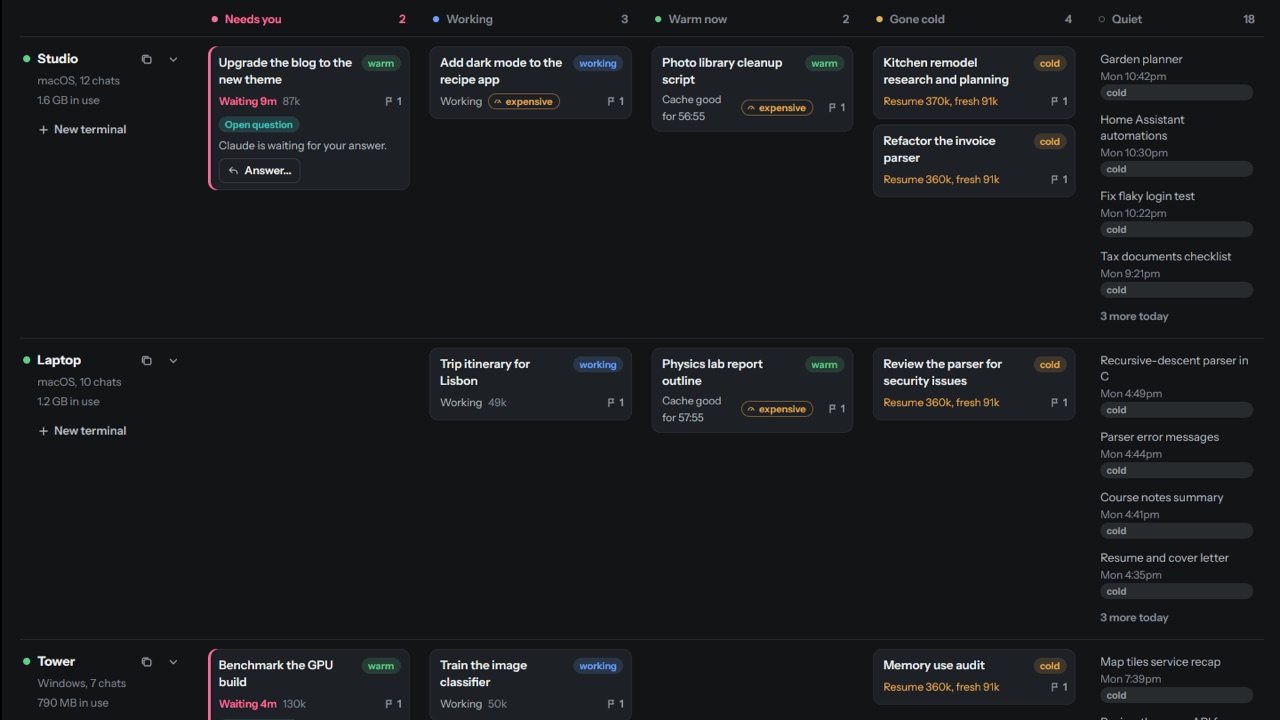 Needs you 2
Working 3
Warm now 2
Gone cold 4
Quiet 18
Studio
macOS, 12 chats
1.6 GB in use
+ New terminal
Upgrade the blog to the
new theme
warm
Waiting 9m 87k
1
Open question
Claude is waiting for your answer.
Answer...
Add dark mode to the
recipe app
working
Working expensive 1
Photo library cleanup
script
warm
Cache good
for 56:55
expensive 1
Kitchen remodel
research and planning
cold
Resume 370k, fresh 91k 1
Refactor the invoice
parser
cold
Resume 360k, fresh 91k 1
Garden planner
Mon 10:42pm
cold
Home Assistant
automations
Mon 10:30pm
cold
Fix flaky login test
Mon 10:22pm
cold
Tax documents checklist
Mon 9:21pm
cold
3 more today
Laptop
macOS, 10 chats
1.2 GB in use
+ New terminal
Trip itinerary for
Lisbon
working
Working 49k 1
Physics lab report
outline
warm
Cache good
for 57:55
expensive 1
Review the parser for
security issues
cold
Resume 360k, fresh 91k 1
Recursive-descent parser in
C
Mon 4:49pm
cold
Parser error messages
Mon 4:44pm
cold
Course notes summary
Mon 4:41pm
cold
Resume and cover letter
Mon 4:35pm
cold
3 more today
Tower
Windows, 7 chats
790 MB in use
Benchmark the GPU
build
warm
Waiting 4m 130k 1
Train the image
classifier
working
Working 50k 1
Memory use audit
cold
Resume 360k, fresh 91k 1
Map tiles service recap
Mon 7:39pm
cold